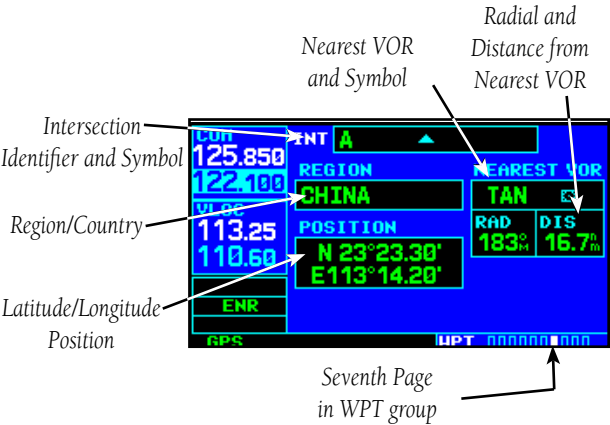 Radial and
Distance from
Nearest VOR
Nearest VOR
and Symbol
Intersection
Identifier and Symbol
Region/Country
Latitude/Longitude
Position
Seventh Page
in WPT group
COM
125.850
122.100
VLOC
113.25
110.60
ENR
GPS
INT A
REGION
CHINA
POSITION
N 23°23.30'
E113°14.20'
NEAREST VOR
TAN
RAD DIS
183°M 16.7nm
WPT